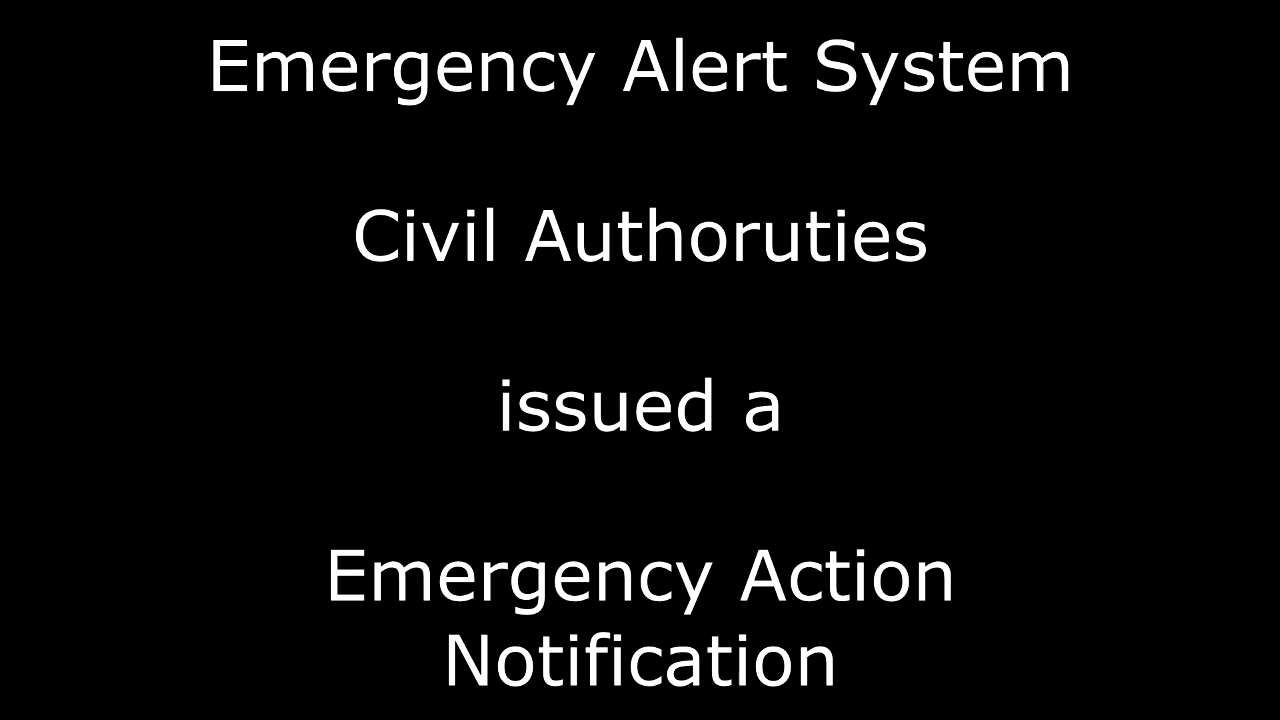 Emergency Alert System
Civil Authoruties
issued a
Emergency Action
Notification